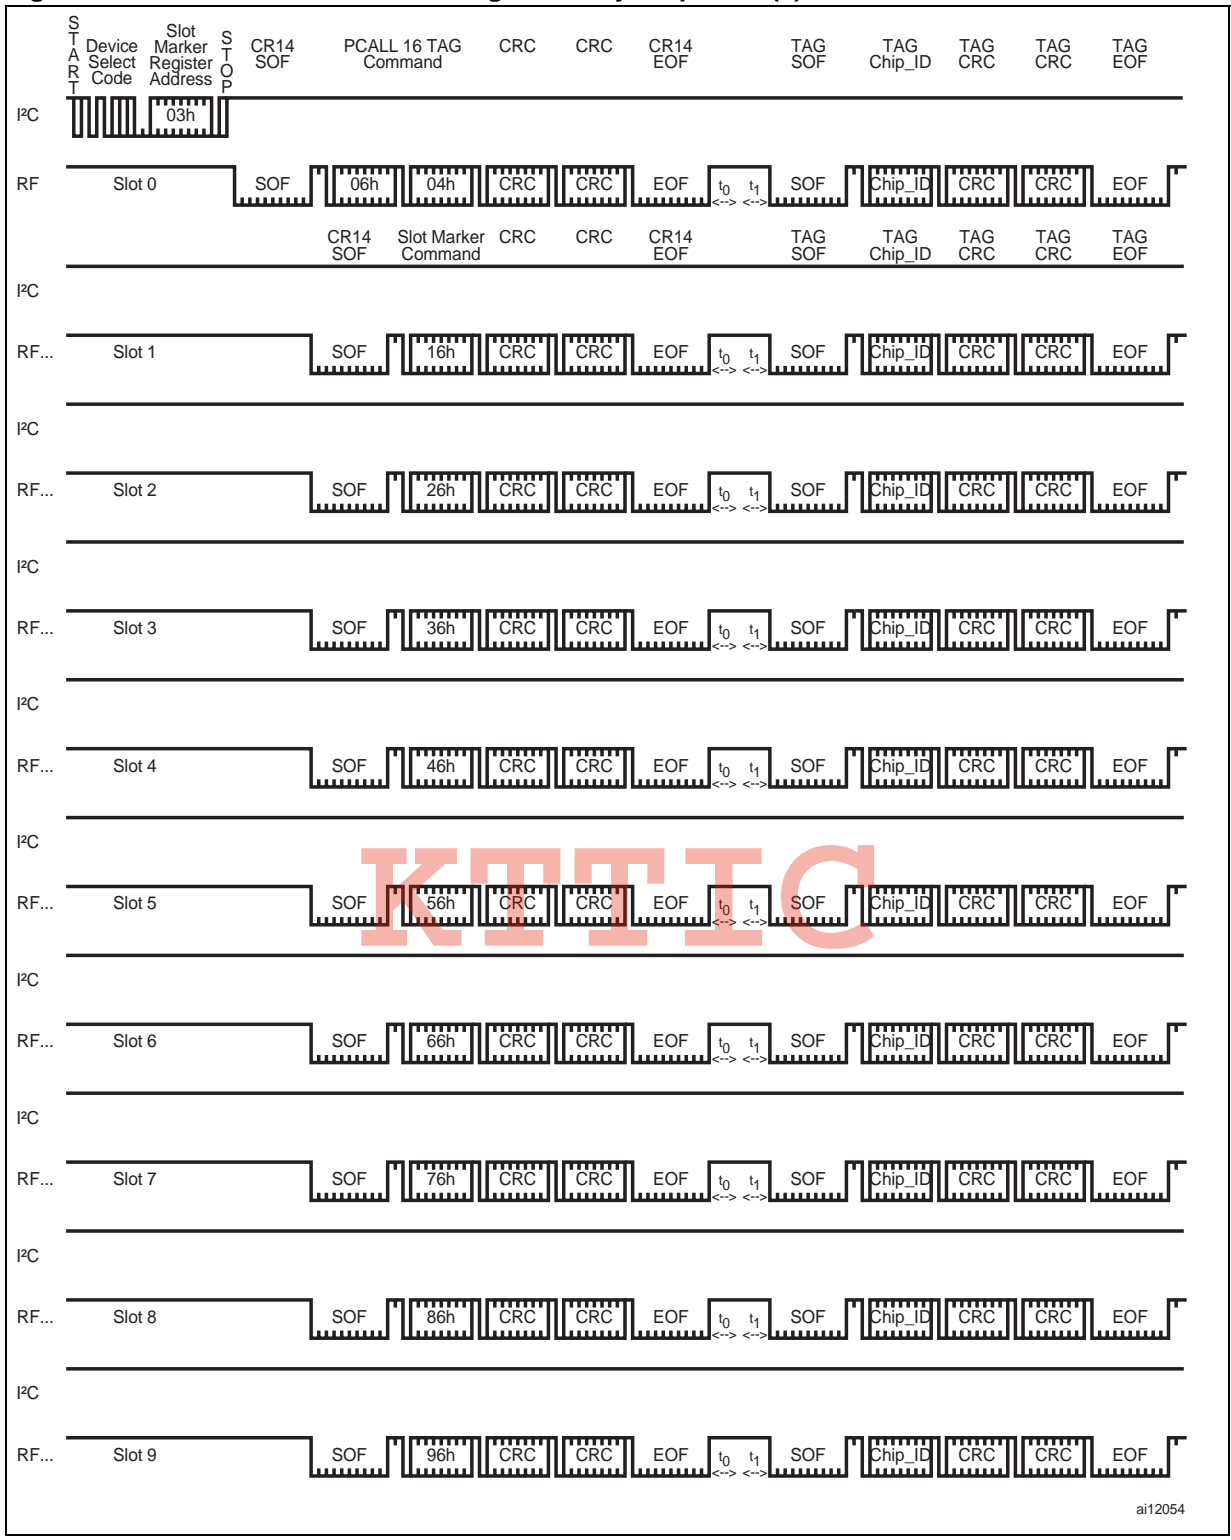 START Device Select Code Slot Marker Register Address STOP CR14 SOF PCALL 16 TAG Command CRC CRC CR14 EOF TAG SOF TAG Chip_ID TAG CRC TAG CRC TAG EOF
I²C 03h
RF Slot 0 SOF 06h 04h CRC CRC EOF t0 t1 SOF Chip_ID CRC CRC EOF
<--> <-->
CR14 SOF Slot Marker Command CRC CRC CR14 EOF TAG SOF TAG Chip_ID TAG CRC TAG CRC TAG EOF
I²C
RF... Slot 1 SOF 16h CRC CRC EOF t0 t1 SOF Chip_ID CRC CRC EOF
<--> <-->
I²C
RF... Slot 2 SOF 26h CRC CRC EOF t0 t1 SOF Chip_ID CRC CRC EOF
<--> <-->
I²C
RF... Slot 3 SOF 36h CRC CRC EOF t0 t1 SOF Chip_ID CRC CRC EOF
<--> <-->
I²C
RF... Slot 4 SOF 46h CRC CRC EOF t0 t1 SOF Chip_ID CRC CRC EOF
<--> <-->
I²C
KTTIC
RF... Slot 5 SOF 56h CRC CRC EOF t0 t1 SOF Chip_ID CRC CRC EOF
<--> <-->
I²C
RF... Slot 6 SOF 66h CRC CRC EOF t0 t1 SOF Chip_ID CRC CRC EOF
<--> <-->
I²C
RF... Slot 7 SOF 76h CRC CRC EOF t0 t1 SOF Chip_ID CRC CRC EOF
<--> <-->
I²C
RF... Slot 8 SOF 86h CRC CRC EOF t0 t1 SOF Chip_ID CRC CRC EOF
<--> <-->
I²C
RF... Slot 9 SOF 96h CRC CRC EOF t0 t1 SOF Chip_ID CRC CRC EOF
<--> <-->
ai12054